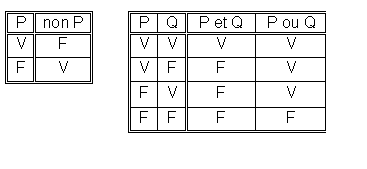 P non P
V F
F V
P Q P et Q P ou Q
V V V V
V F F V
F V F V
F F F F